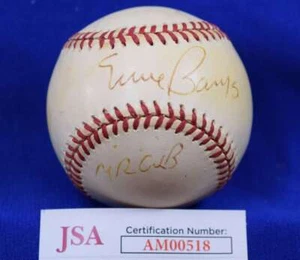 Ernie Banks
MR CUB
JSA
Certification Number:
AM00518